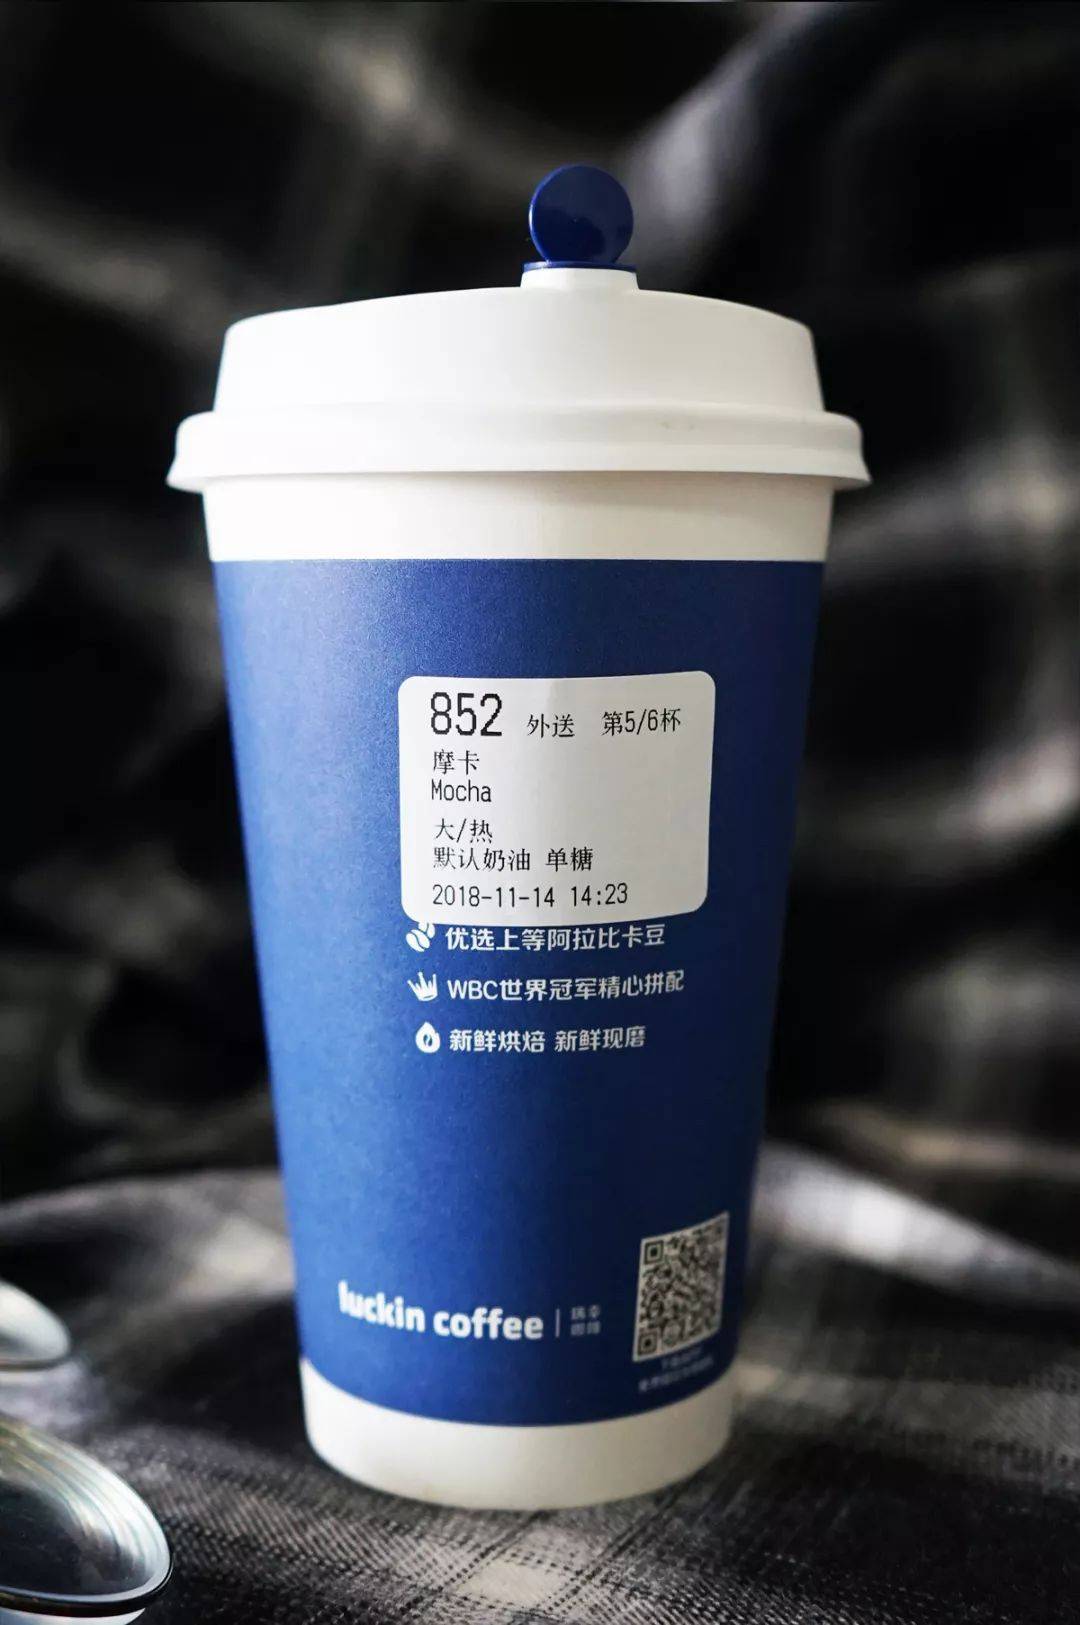 852 外送 第5/6杯
摩卡
Mocha
大/热
默认奶油 单糖
2018-11-14 14:23
优选上等阿拉比卡豆
WBC世界冠军精心拼配
新鲜烘焙 新鲜现磨
luckin coffee | 瑞幸
咖啡